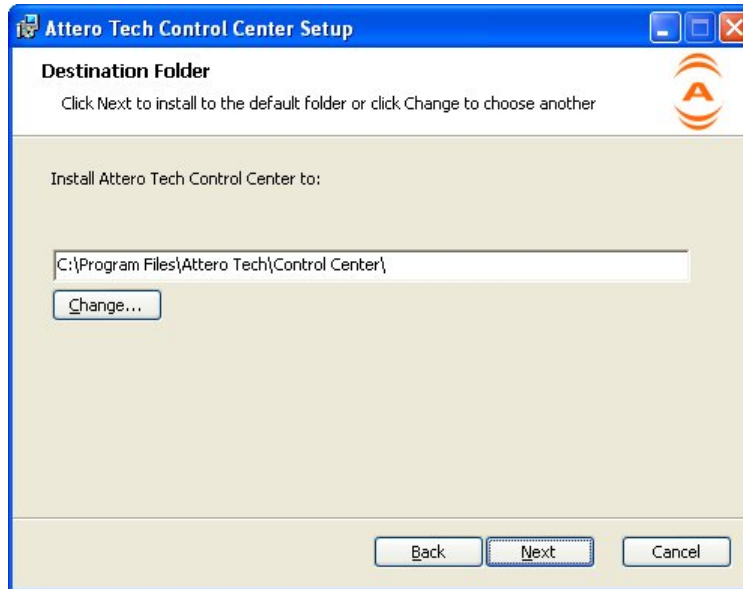 Attero Tech Control Center Setup
Destination Folder
Click Next to install to the default folder or click Change to choose another
A
Install Attero Tech Control Center to:
C:\Program Files\Attero Tech\Control Center\
Change...
Back Next Cancel